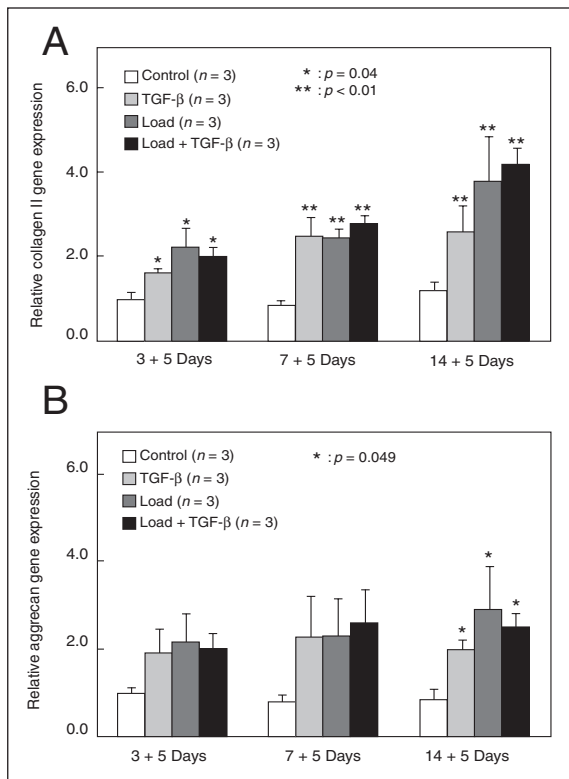 A
Relative collagen II gene expression
6.0
4.0
2.0
0.0
Control (n = 3)
TGF-β (n = 3)
Load (n = 3)
Load + TGF-β (n = 3)
* : p = 0.04
** : p < 0.01
* * *
** ** **
** ** **
3 + 5 Days 7 + 5 Days 14 + 5 Days
B
Relative aggrecan gene expression
6.0
4.0
2.0
0.0
Control (n = 3)
TGF-β (n = 3)
Load (n = 3)
Load + TGF-β (n = 3)
* : p = 0.049
* * *
3 + 5 Days 7 + 5 Days 14 + 5 Days